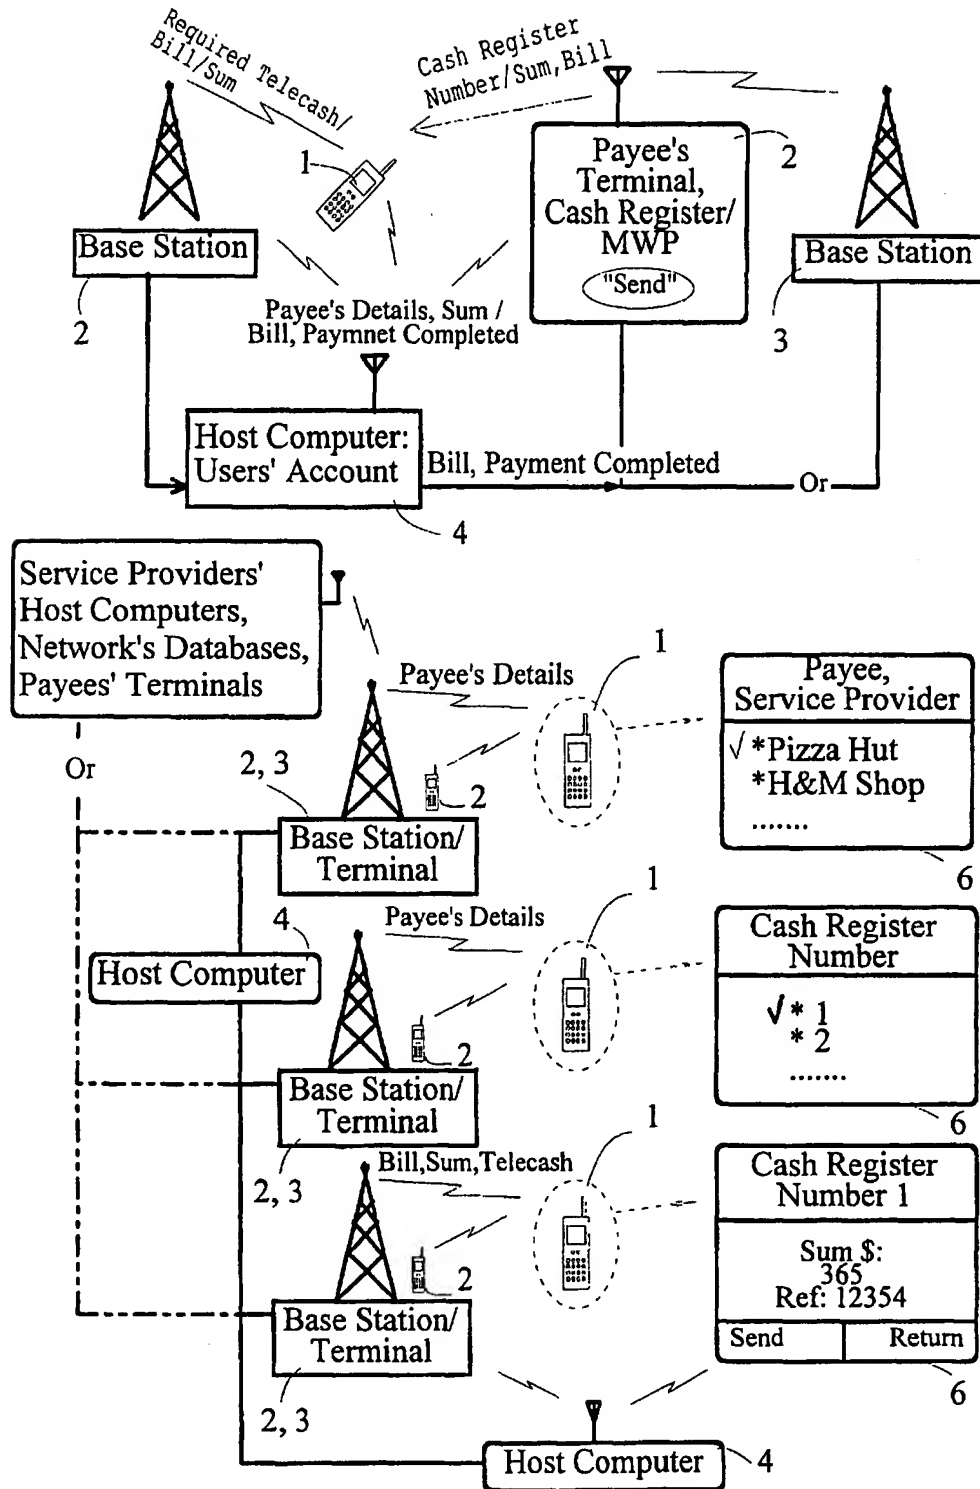 Required Telecash/
Bill/Sum
Cash Register
Number/Sum,Bill
1
Payee's
Terminal,
Cash Register/
MWP
"Send"
2
Base Station
2
Base Station
3
Payee's Details, Sum /
Bill, Paymnet Completed
Host Computer:
Users' Account
Bill, Payment Completed
Or
4
Service Providers'
Host Computers,
Network's Databases,
Payees' Terminals
Or
Payee's Details
1
Payee,
Service Provider
√ *Pizza Hut
*H&M Shop
.......
6
2, 3
2
Base Station/
Terminal
4
Host Computer
Payee's Details
1
Cash Register
Number
√ * 1
* 2
.......
6
2
Base Station/
Terminal
2, 3
Bill,Sum,Telecash
1
Cash Register
Number 1
Sum $:
365
Ref: 12354
Send
Return
6
2
Base Station/
Terminal
2, 3
Host Computer
4